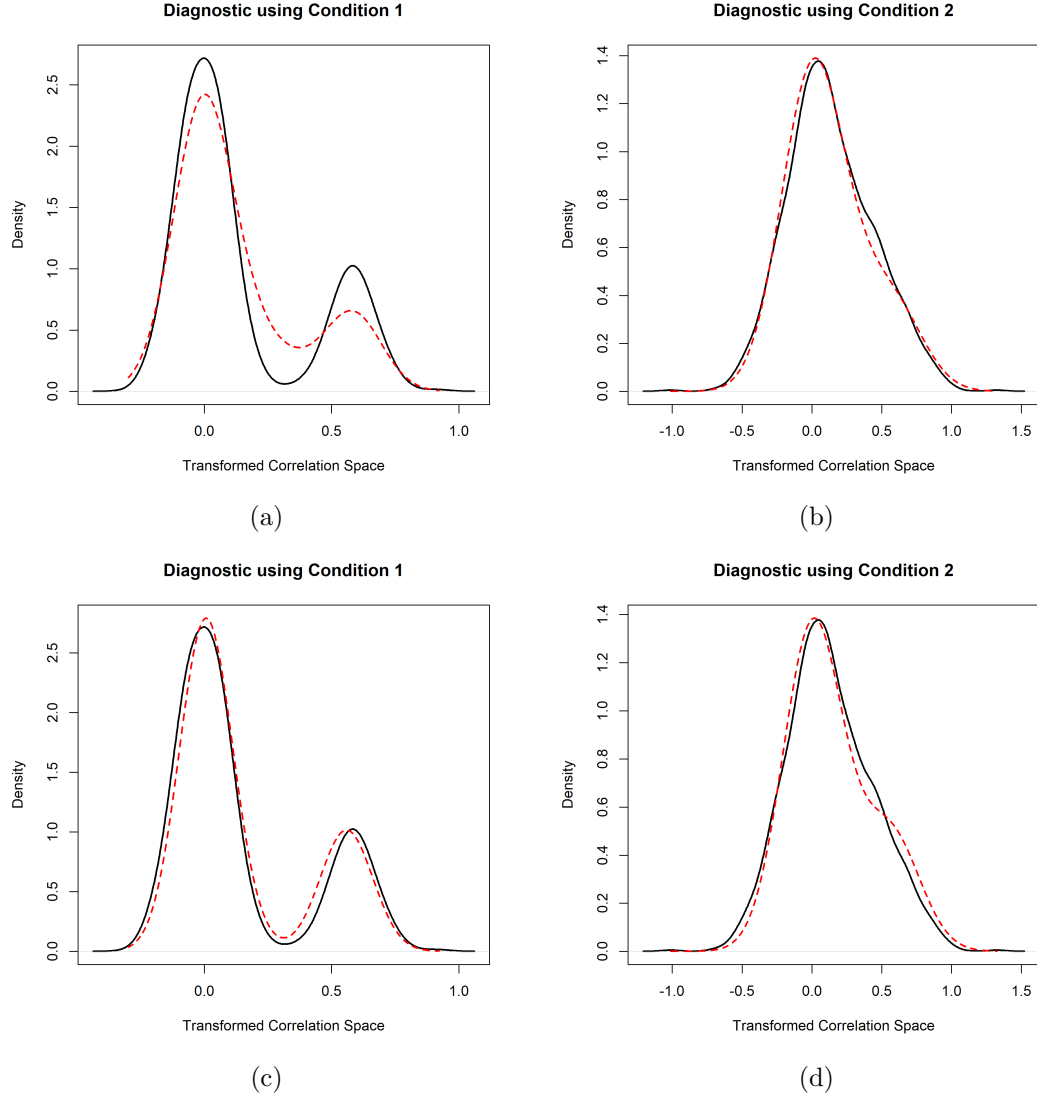 Diagnostic using Condition 1
Density
0.0 0.5 1.0 1.5 2.0 2.5
0.0 0.5 1.0
Transformed Correlation Space
(a)
Diagnostic using Condition 2
Density
0.0 0.2 0.4 0.6 0.8 1.0 1.2 1.4
-1.0 -0.5 0.0 0.5 1.0 1.5
Transformed Correlation Space
(b)
Diagnostic using Condition 1
Density
0.0 0.5 1.0 1.5 2.0 2.5
0.0 0.5 1.0
Transformed Correlation Space
(c)
Diagnostic using Condition 2
Density
0.0 0.2 0.4 0.6 0.8 1.0 1.2 1.4
-1.0 -0.5 0.0 0.5 1.0 1.5
Transformed Correlation Space
(d)